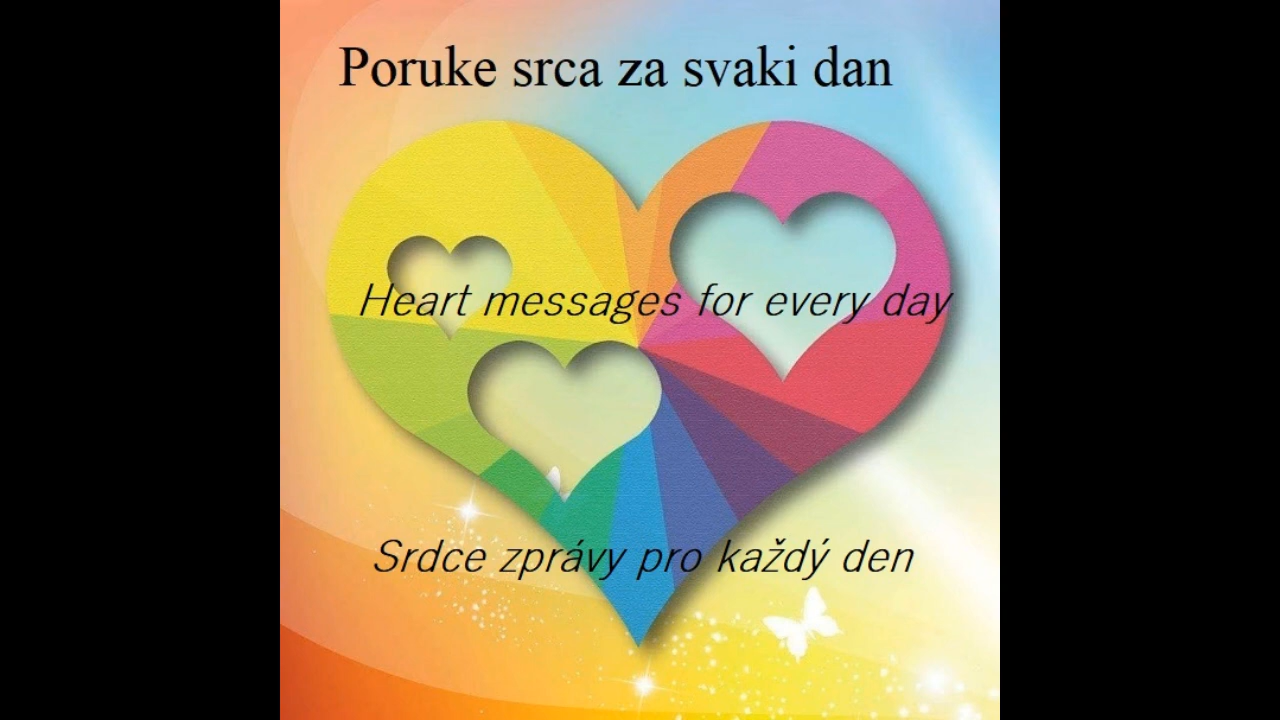 Poruke srca za svaki dan
Heart messages for every day
Srdce zprávy pro každý den